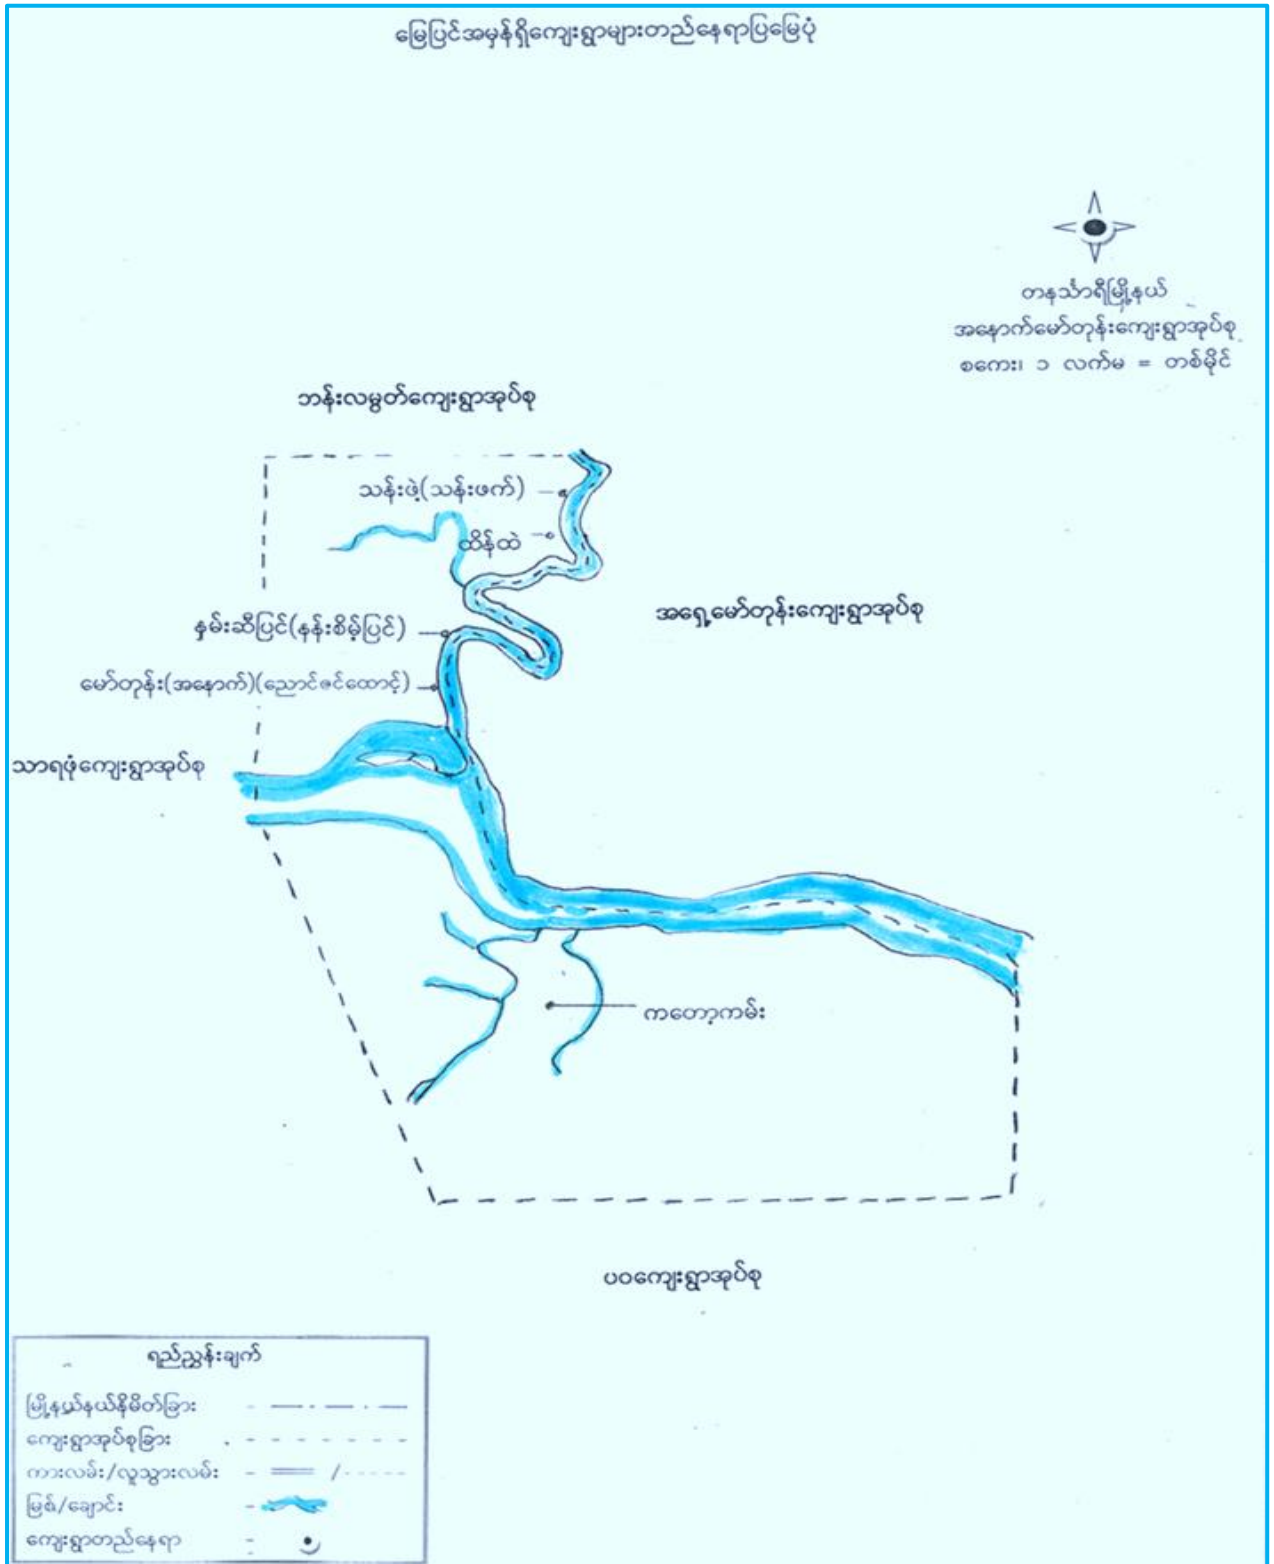 မြေပြင်အမှန်ရှိကျေးရွာများတည်နေရာပြမြေပုံ
တနင်္သာရီမြို့နယ်
အနောက်မော်တုန်းကျေးရွာအုပ်စု
စကေး၊ ၁ လက်မ = တစ်မိုင်
ဘန်းလမွတ်ကျေးရွာအုပ်စု
သန်းဖဲ့(သန်းဖက်)
ထိန်ထဲ
အရှေ့မော်တုန်းကျေးရွာအုပ်စု
နှမ်းဆီပြင်(နန်းစိမ့်ပြင်)
မော်တုန်း(အနောက်)(ညောင်ဇင်ထောင့်)
သာရဖုံကျေးရွာအုပ်စု
ကတော့ကမ်း
ပဝကျေးရွာအုပ်စု
ရည်ညွှန်းချက်
မြို့နယ်နယ်နိမိတ်ခြား
ကျေးရွာအုပ်စုခြား
ကားလမ်း/လူသွားလမ်း
မြစ်/ချောင်း
ကျေးရွာတည်နေရာ